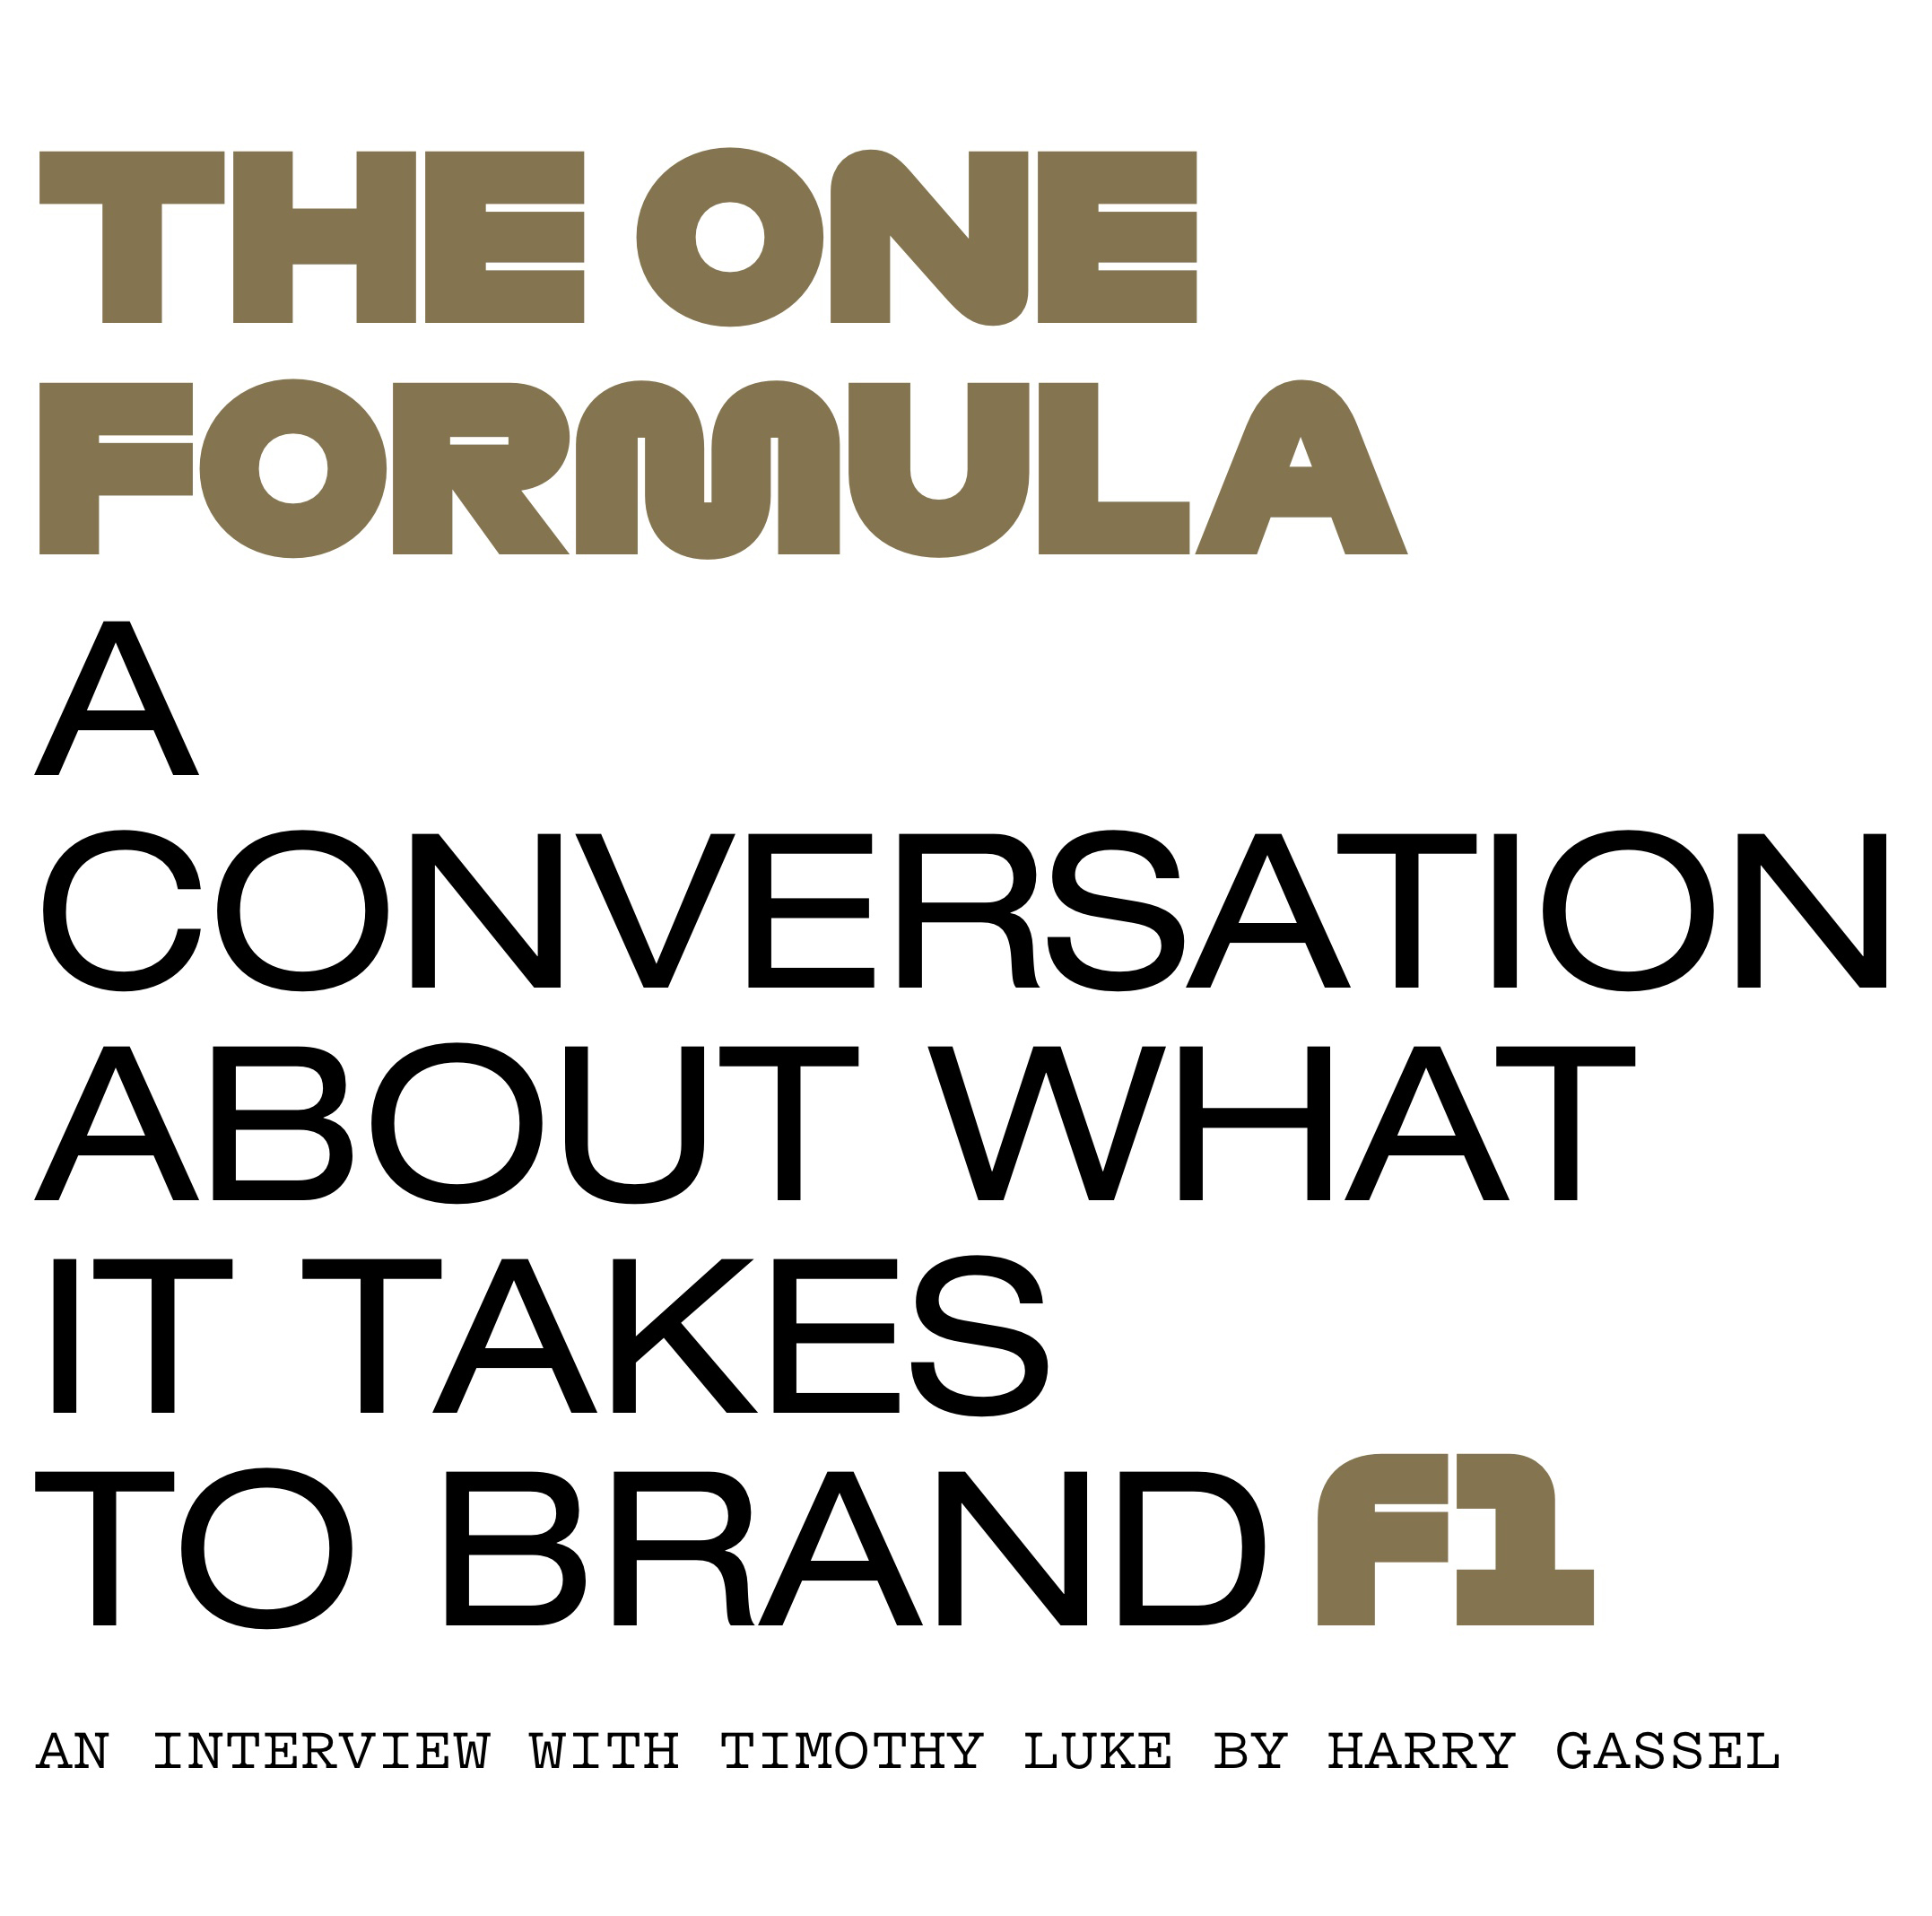 THE ONE
FORMULA
A
CONVERSATION
ABOUT WHAT
IT TAKES
TO BRAND F1
AN INTERVIEW WITH TIMOTHY LUKE BY HARRY GASSEL